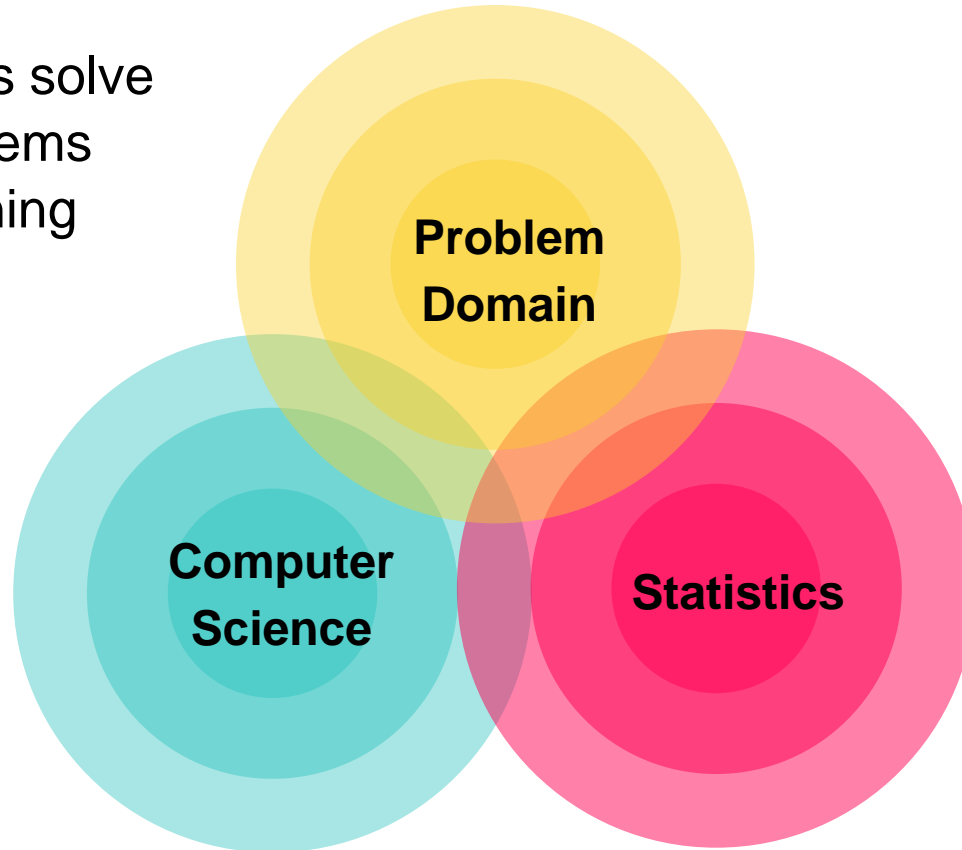 s solve
ems
ning
Problem
Domain
Computer
Science
Statistics